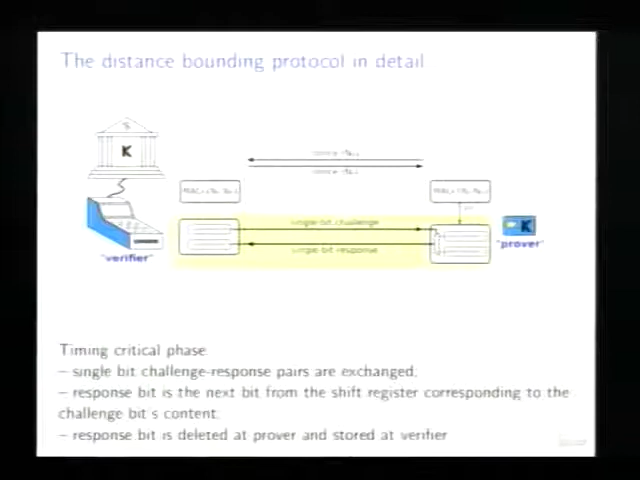 The distance bounding protocol in detail
K
single-bit challenge
single-bit response
K
"verifier"
"prover"
Timing critical phase
– single bit challenge-response pairs are exchanged;
– response bit is the next bit from the shift register corresponding to the
challenge bit s content;
– response bit is deleted at prover and stored at verifier